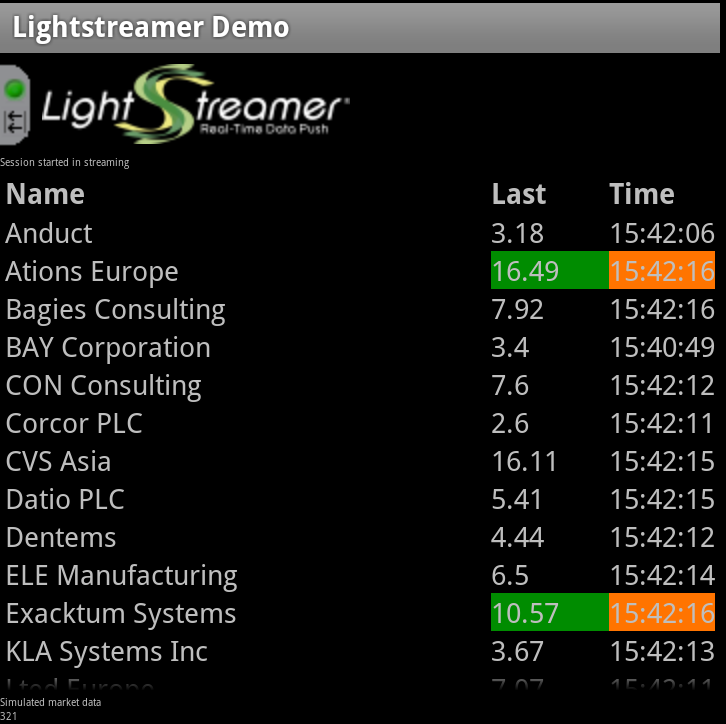 Lightstreamer Demo
LightStreamer
Real-Time Data Push
Session started in streaming
Name Last Time
Anduct 3.18 15:42:06
Ations Europe 16.49 15:42:16
Bagies Consulting 7.92 15:42:16
BAY Corporation 3.4 15:40:49
CON Consulting 7.6 15:42:12
Corcor PLC 2.6 15:42:11
CVS Asia 16.11 15:42:15
Datio PLC 5.41 15:42:15
Dentems 4.44 15:42:12
ELE Manufacturing 6.5 15:42:14
Exacktum Systems 10.57 15:42:16
KLA Systems Inc 3.67 15:42:13
Lted Europe 7.07 15:42:11
Simulated market data
321